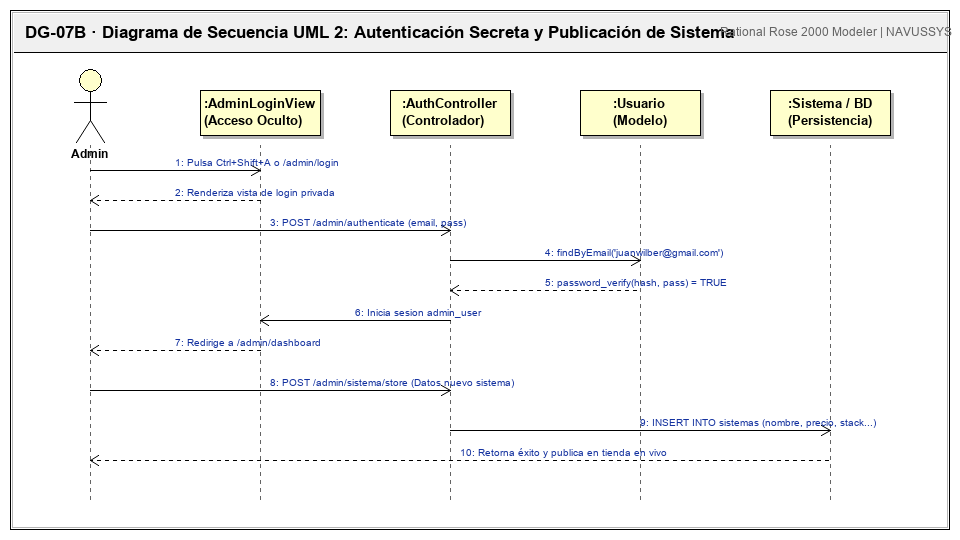 DG-07B · Diagrama de Secuencia UML 2: Autenticación Secreta y Publicación de Sistema
Rational Rose 2000 Modeler | NAVUSSYS
:AdminLoginView
(Acceso Oculto)
:AuthController
(Controlador)
:Usuario
(Modelo)
:Sistema / BD
(Persistencia)
Admin
1: Pulsa Ctrl+Shift+A o /admin/login
2: Renderiza vista de login privada
3: POST /admin/authenticate (email, pass)
4: findByEmail('juanwilber@gmail.com')
5: password_verify(hash, pass) = TRUE
6: Inicia sesion admin_user
7: Redirige a /admin/dashboard
8: POST /admin/sistema/store (Datos nuevo sistema)
9: INSERT INTO sistemas (nombre, precio, stack...)
10: Retorna éxito y publica en tienda en vivo